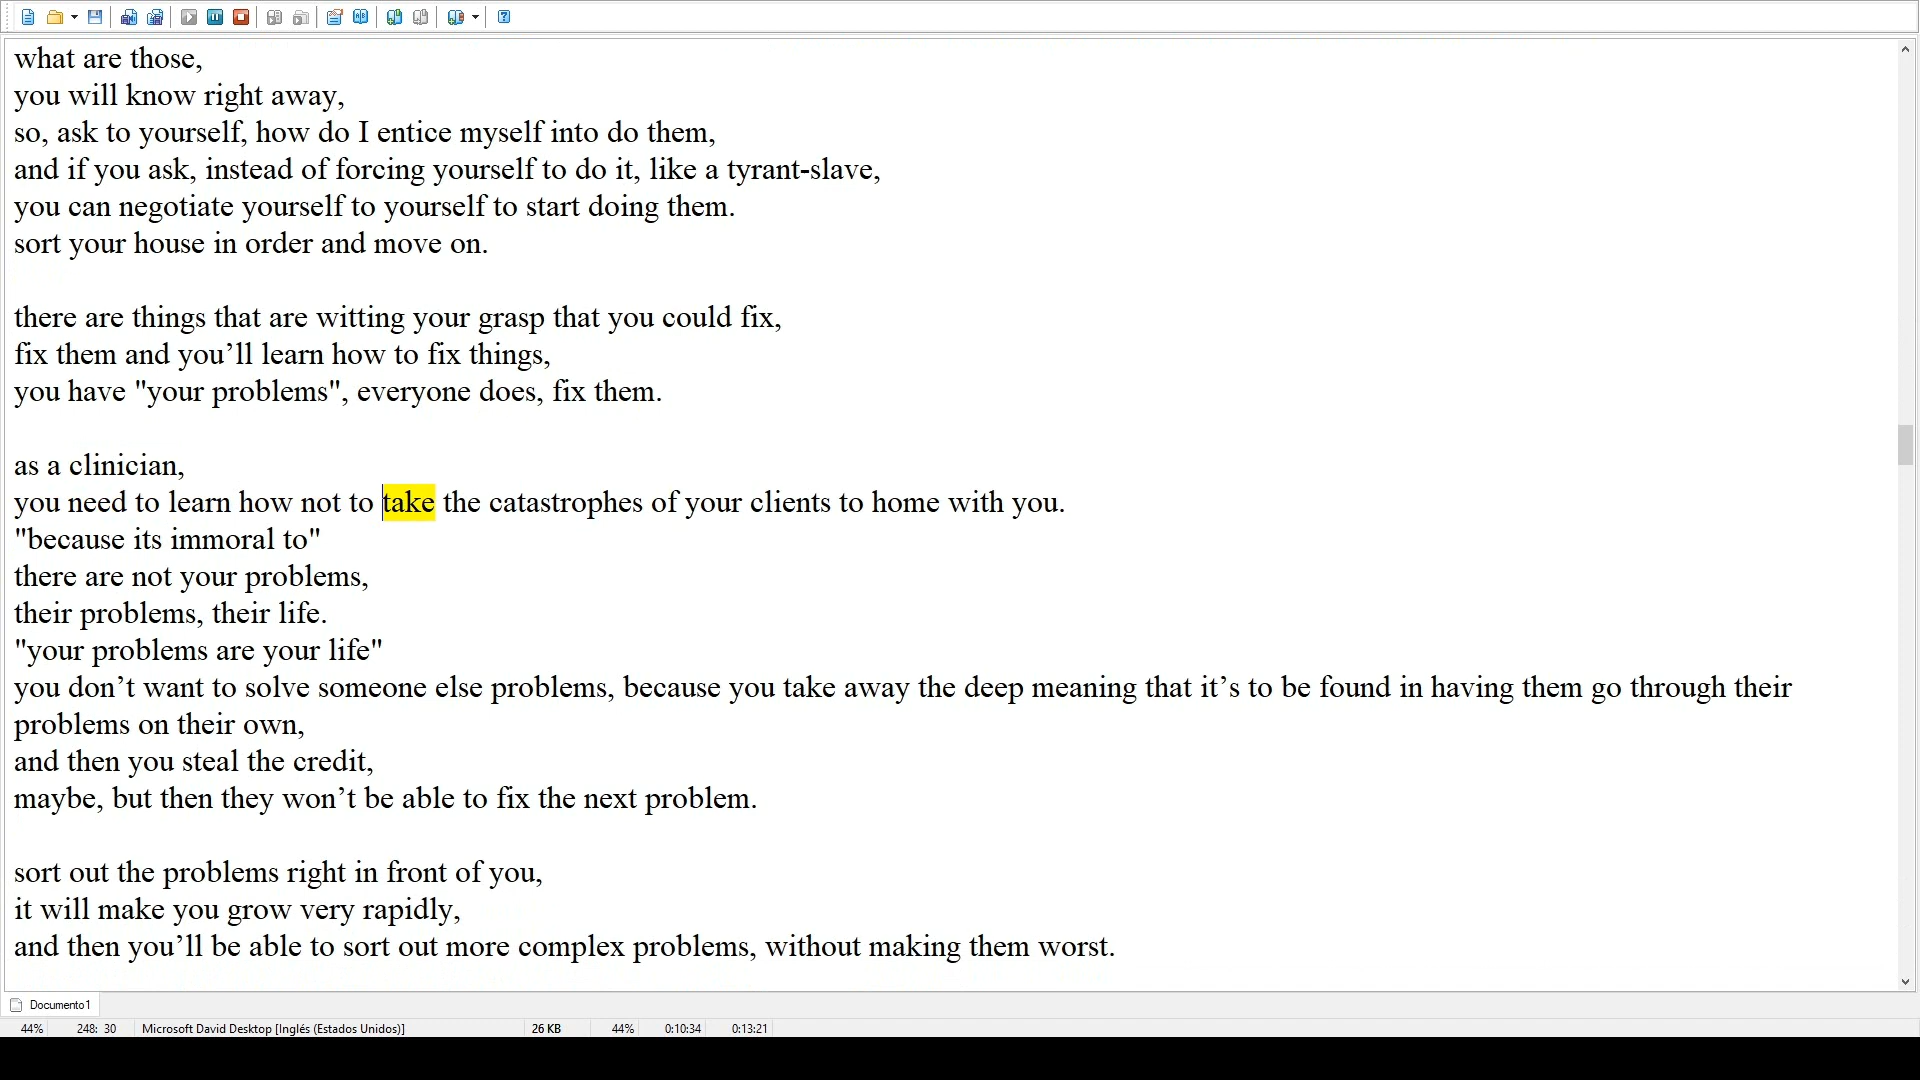 what are those,
you will know right away,
so, ask to yourself, how do I entice myself into do them,
and if you ask, instead of forcing yourself to do it, like a tyrant-slave,
you can negotiate yourself to yourself to start doing them.
sort your house in order and move on.
there are things that are witting your grasp that you could fix,
fix them and you’ll learn how to fix things,
you have "your problems", everyone does, fix them.
as a clinician,
you need to learn how not to take the catastrophes of your clients to home with you.
"because its immoral to"
there are not your problems,
their problems, their life.
"your problems are your life"
you don’t want to solve someone else problems, because you take away the deep meaning that it’s to be found in having them go through their
problems on their own,
and then you steal the credit,
maybe, but then they won’t be able to fix the next problem.
sort out the problems right in front of you,
it will make you grow very rapidly,
and then you’ll be able to sort out more complex problems, without making them worst.
Documento1
44% 248: 30 Microsoft David Desktop [Inglés (Estados Unidos)] 26 KB 44% 0:10:34 0:13:21